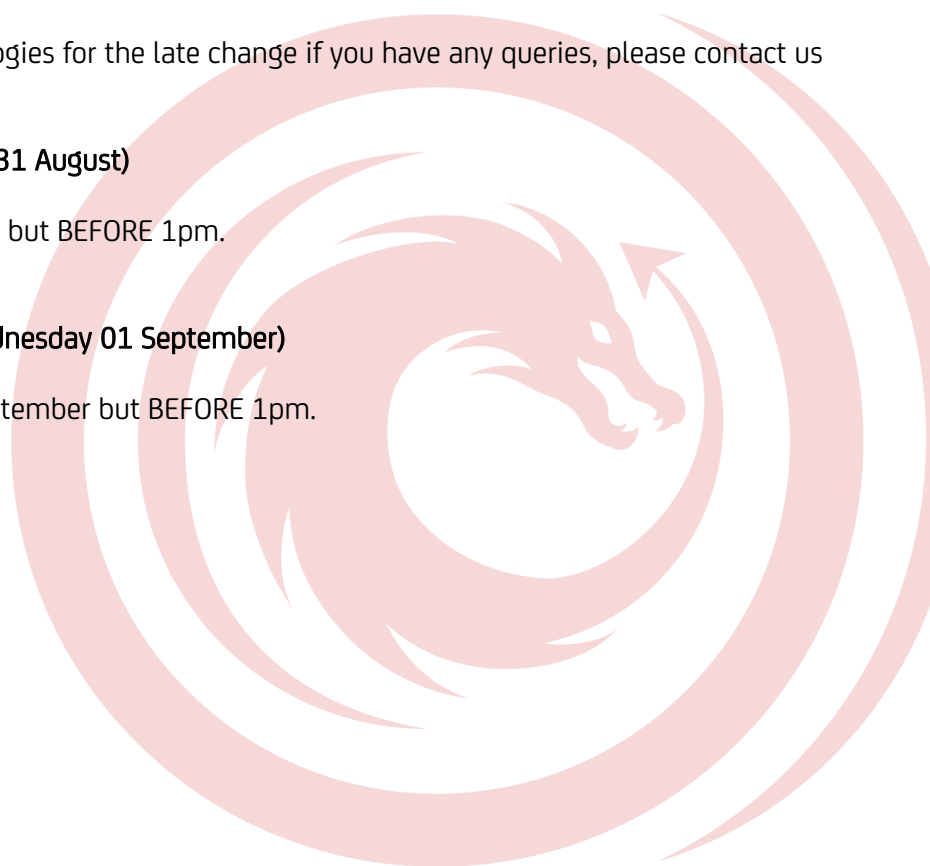 ogies for the late change if you have any queries, please contact us
31 August)
but BEFORE 1pm.
dnesday 01 September)
tember but BEFORE 1pm.